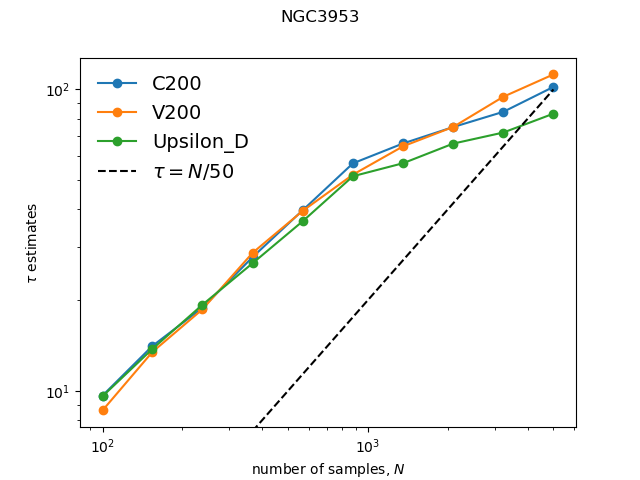 NGC3953
C200
V200
Upsilon_D
τ = N/50
10²
10¹
τ estimates
10²
10³
number of samples, N